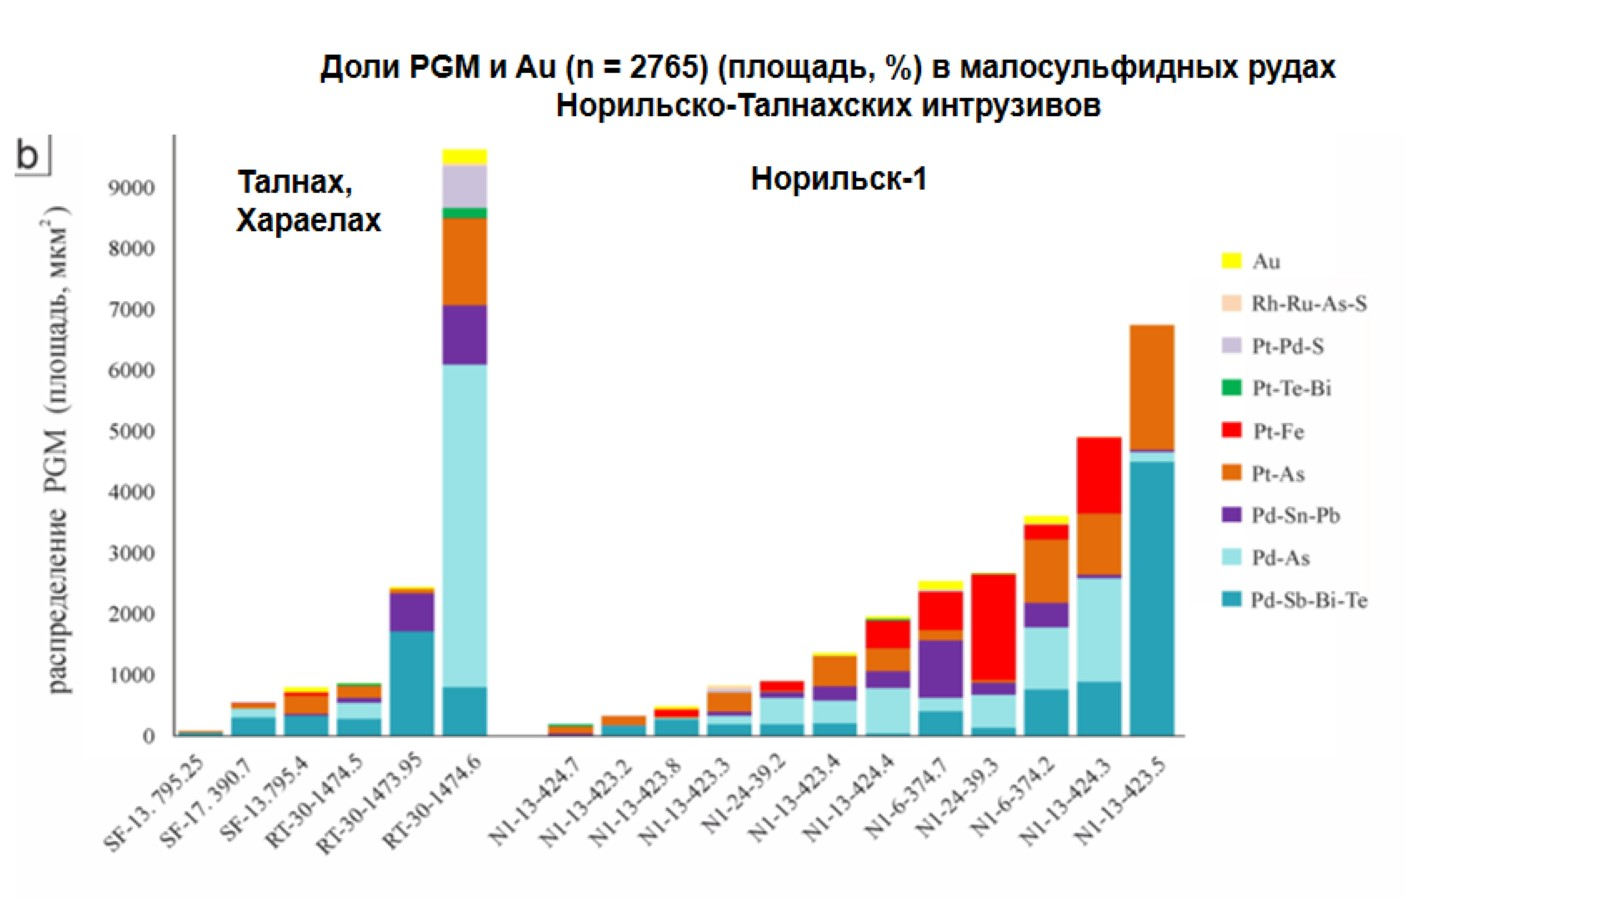 Доли PGM и Au (n = 2765) (площадь, %) в малосульфидных рудах
Норильско-Талнахских интрузивов
b
Талнах,
Хараелах
Норильск-1
распределение PGM (площадь, мкм²)
9000
8000
7000
6000
5000
4000
3000
2000
1000
0
Au
Rh-Ru-As-S
Pt-Pd-S
Pt-Te-Bi
Pt-Fe
Pt-As
Pd-Sn-Pb
Pd-As
Pd-Sb-Bi-Te
SF-13. 795.25
SF-17. 390.7
SF-13.795.4
RT-30-1474.5
RT-30-1473.95
RT-30-1474.6
N1-13-424.7
N1-13-423.2
N1-13-423.8
N1-13-423.3
N1-24-39.2
N1-13-423.4
N1-13-424.4
N1-6-374.7
N1-24-39.3
N1-6-374.2
N1-13-424.3
N1-13-423.5